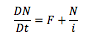 DN/Dt = F + N/i